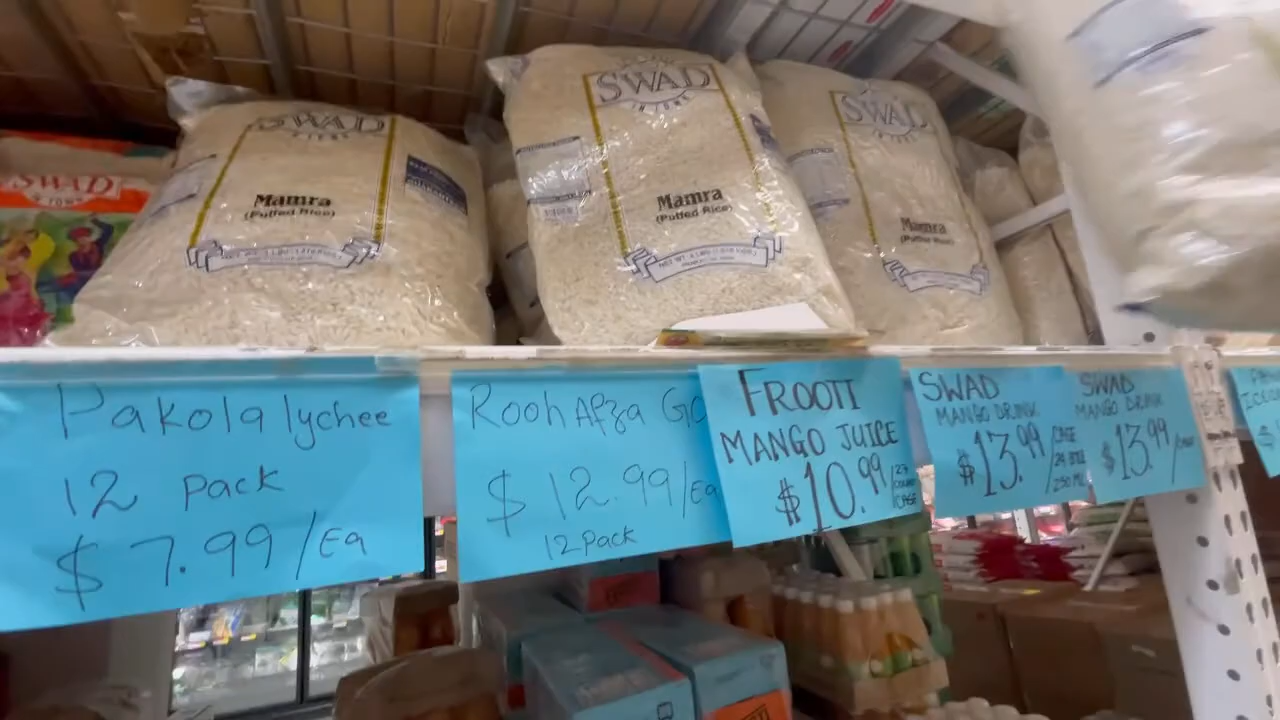 SWAD
SWAD
Mamra
(Puffed Rice)
SWAD
Mamra
(Puffed Rice)
SWAD
Mamra
(Puffed Rice)
Pakola lychee
12 Pack
$ 7.99/Ea
Rooh Afza
$ 12.99/Ea
12 Pack
FROOTI
MANGO JUICE
$10.99
SWAD
MANGO DRINK
$13.99/CASE
SWAD
MANGO DRINK
$13.99